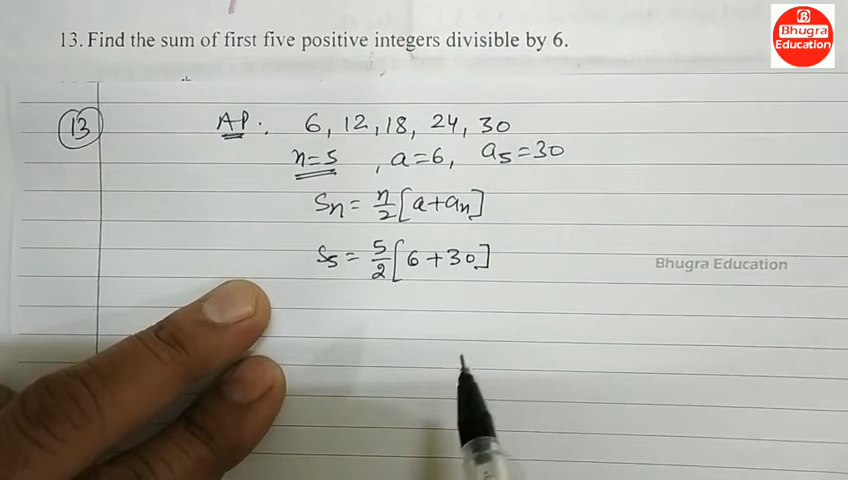 Bhugra
Education
13. Find the sum of first five positive integers divisible by 6.
13 AP: 6, 12, 18, 24, 30
n=5, a=6, a₅=30
Sn = n/2 [a+an]
S₅ = 5/2 [6+30]
Bhugra Education